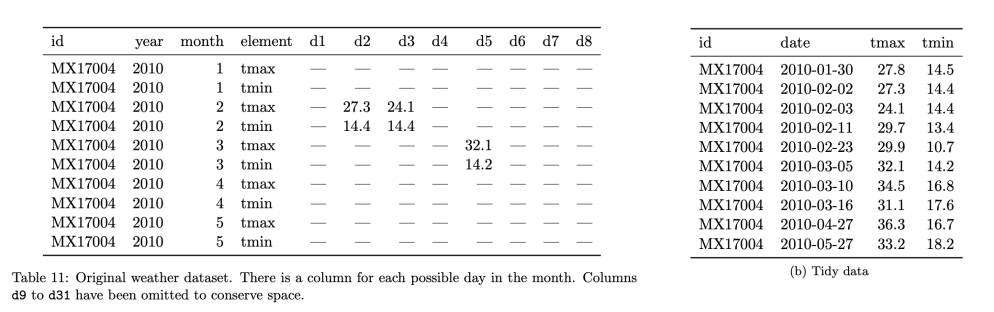 id year month element d1 d2 d3 d4 d5 d6 d7 d8
MX17004 2010 1 tmax — — — — — — — —
MX17004 2010 1 tmin — — — — — — — —
MX17004 2010 2 tmax — 27.3 24.1 — — — — —
MX17004 2010 2 tmin — 14.4 14.4 — — — — —
MX17004 2010 3 tmax — — — — 32.1 — — —
MX17004 2010 3 tmin — — — — 14.2 — — —
MX17004 2010 4 tmax — — — — — — — —
MX17004 2010 4 tmin — — — — — — — —
MX17004 2010 5 tmax — — — — — — — —
MX17004 2010 5 tmin — — — — — — — —
Table 11: Original weather dataset. There is a column for each possible day in the month. Columns
d9 to d31 have been omitted to conserve space.
id date tmax tmin
MX17004 2010-01-30 27.8 14.5
MX17004 2010-02-02 27.3 14.4
MX17004 2010-02-03 24.1 14.4
MX17004 2010-02-11 29.7 13.4
MX17004 2010-02-23 29.9 10.7
MX17004 2010-03-05 32.1 14.2
MX17004 2010-03-10 34.5 16.8
MX17004 2010-03-16 31.1 17.6
MX17004 2010-04-27 36.3 16.7
MX17004 2010-05-27 33.2 18.2
(b) Tidy data